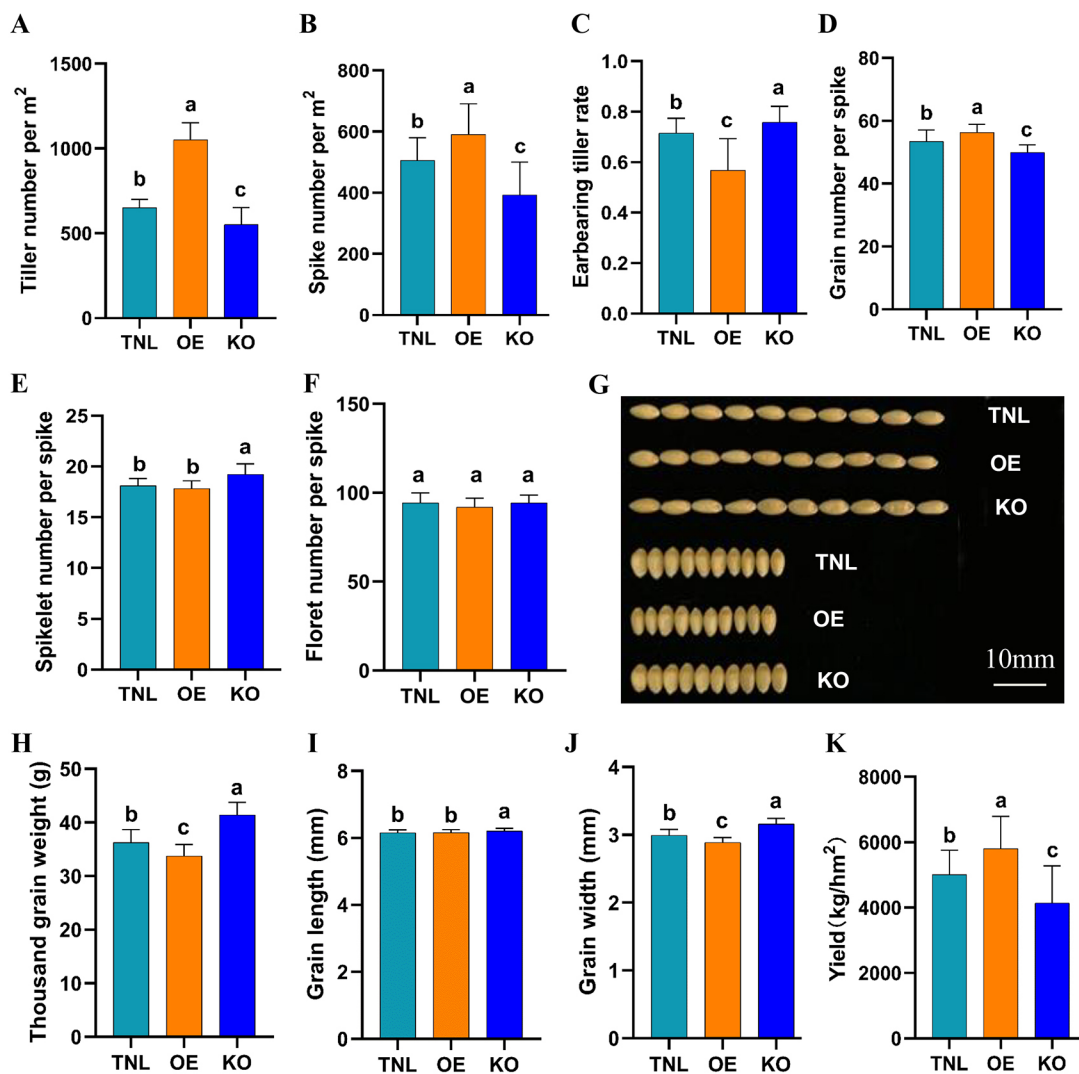 A
Tiller number per m²
1500
1000
500
0
b
a
c
TNL OE KO
B
Spike number per m²
800
600
400
200
0
b
a
c
TNL OE KO
C
Earbearing tiller rate
1.0
0.8
0.6
0.4
0.2
0.0
b
c
a
TNL OE KO
D
Grain number per spike
80
60
40
20
0
b
a
c
TNL OE KO
E
Spikelet number per spike
25
20
15
10
5
0
b
b
a
TNL OE KO
F
Floret number per spike
150
100
50
0
a
a
a
TNL OE KO
G
TNL
OE
KO
TNL
OE
KO
10mm
H
Thousand grain weight (g)
50
40
30
20
10
0
b
c
a
TNL OE KO
I
Grain length (mm)
8
6
4
2
0
b
b
a
TNL OE KO
J
Grain width (mm)
4
3
2
1
0
b
c
a
TNL OE KO
K
Yield(kg/hm²)
8000
6000
4000
2000
0
b
a
c
TNL OE KO